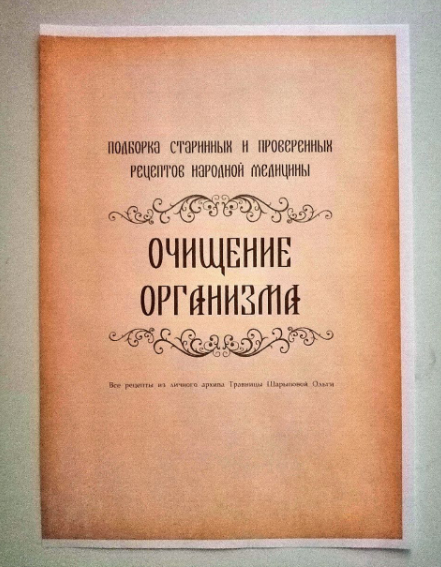 ПОДБОРКА СТАРИННЫХ И ПРОВЕРЕННЫХ
РЕЦЕПТОВ НАРОДНОЙ МЕДИЦИНЫ
ОЧИЩЕНИЕ
ОРГАНИЗМА
Все рецепты из личного архива Травницы Шарыповой Ольги